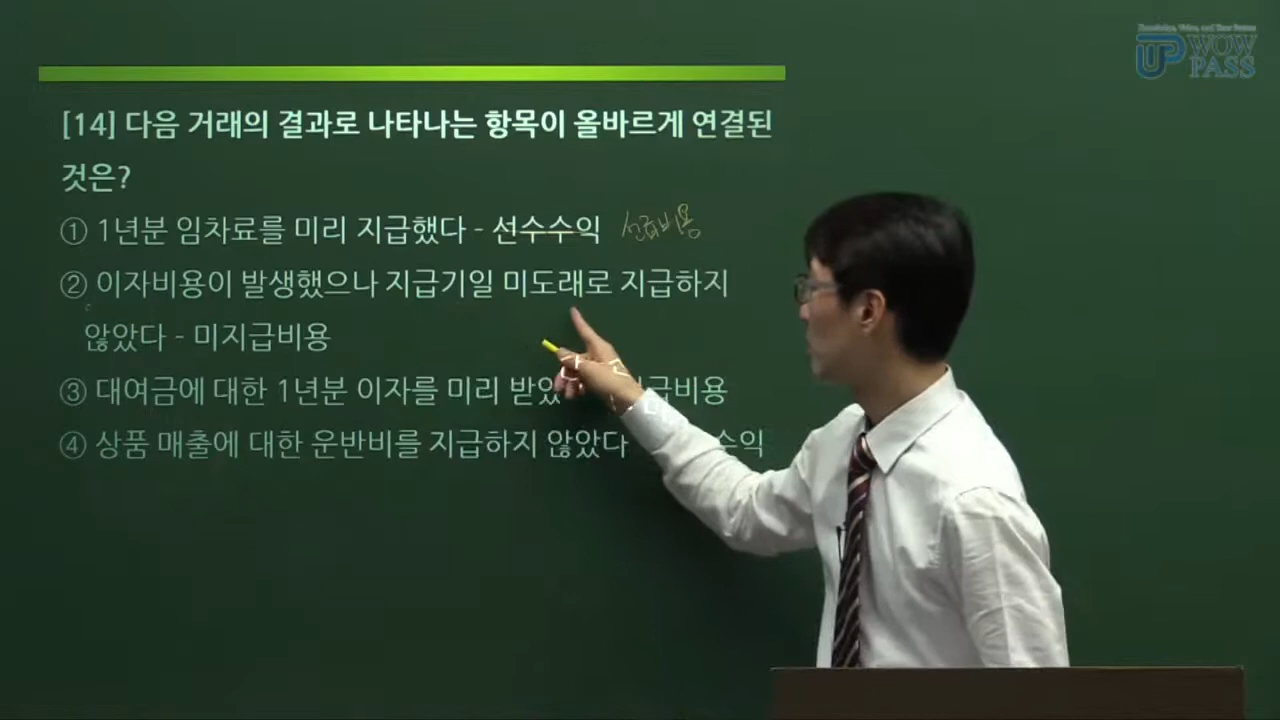 [14] 다음 거래의 결과로 나타나는 항목이 올바르게 연결된
것은?
① 1년분 임차료를 미리 지급했다 - 선수수익 선급비용
② 이자비용이 발생했으나 지급기일 미도래로 지급하지
않았다 - 미지급비용
③ 대여금에 대한 1년분 이자를 미리 받았 급비용
④ 상품 매출에 대한 운반비를 지급하지 않았다 수익
UP WOW
PASS